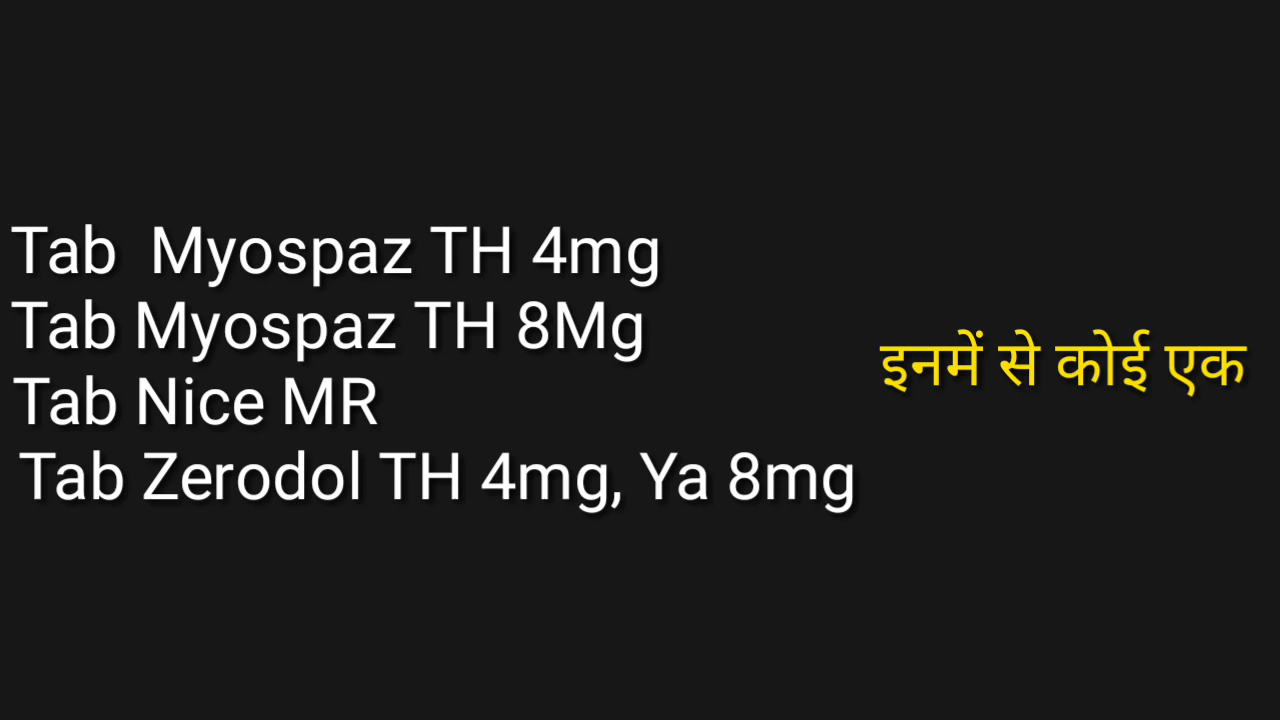 Tab Myospaz TH 4mg
Tab Myospaz TH 8Mg
Tab Nice MR
Tab Zerodol TH 4mg, Ya 8mg
इनमें से कोई एक